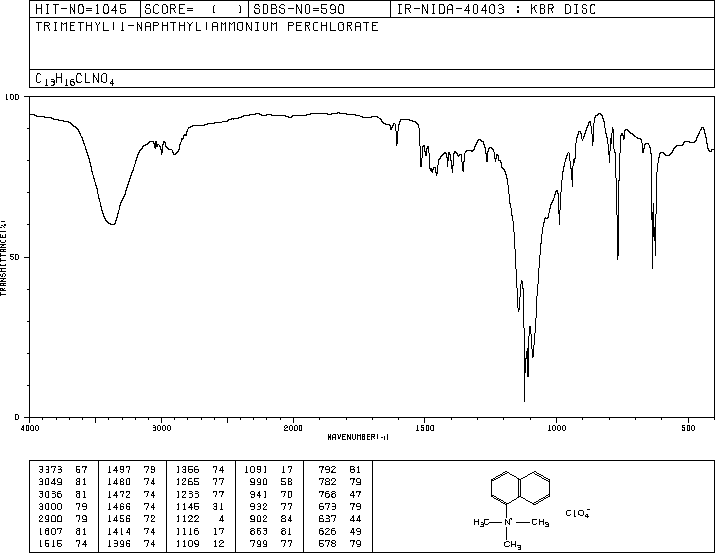 HIT-NO=1045 SCORE= ( ) SDBS-NO=590 IR-NIDA-40403 : KBR DISC
TRIMETHYL(1-NAPHTHYL)AMMONIUM PERCHLORATE
C13H16CLNO4
100
50
0
TRANSMITTANCE(%)
4000 3000 2000 1500 1000 500
WAVENUMBER(-1)
3373 67 1497 79 1366 74 1091 17 792 81
3049 81 1480 74 1265 77 990 58 782 79
3036 81 1472 74 1233 77 941 70 768 47
3000 79 1466 74 1145 31 932 77 673 79
2900 79 1456 72 1122 4 902 84 637 44
1607 81 1414 74 1116 17 863 81 626 49
1515 74 1396 74 1109 12 799 77 578 79
H3C N+ CH3 ClO4-
CH3